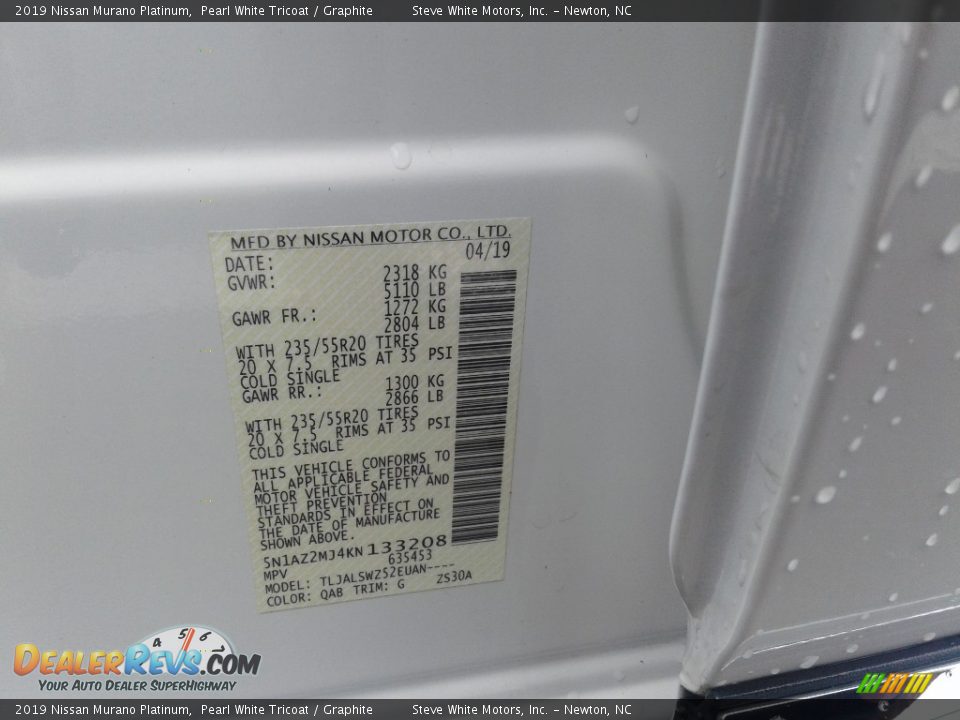 2019 Nissan Murano Platinum, Pearl White Tricoat / Graphite Steve White Motors, Inc. – Newton, NC
MFD BY NISSAN MOTOR CO., LTD.
DATE: 04/19
GVWR: 2318 KG
5110 LB
GAWR FR.: 1272 KG
2804 LB
WITH 235/55R20 TIRES
20 X 7.5 RIMS AT 35 PSI
COLD SINGLE
GAWR RR.: 1300 KG
2866 LB
WITH 235/55R20 TIRES
20 X 7.5 RIMS AT 35 PSI
COLD SINGLE
THIS VEHICLE CONFORMS TO
ALL APPLICABLE FEDERAL
MOTOR VEHICLE SAFETY AND
THEFT PREVENTION
STANDARDS IN EFFECT ON
THE DATE OF MANUFACTURE
SHOWN ABOVE.
5N1AZ2MJ4KN133208
MPV 635453
MODEL: TLJALSWZ52EUAN----
COLOR: QAB TRIM: G ZS30A
4 5 6
DEALERREVS.COM
YOUR AUTO DEALER SUPERHIGHWAY
2019 Nissan Murano Platinum, Pearl White Tricoat / Graphite Steve White Motors, Inc. – Newton, NC